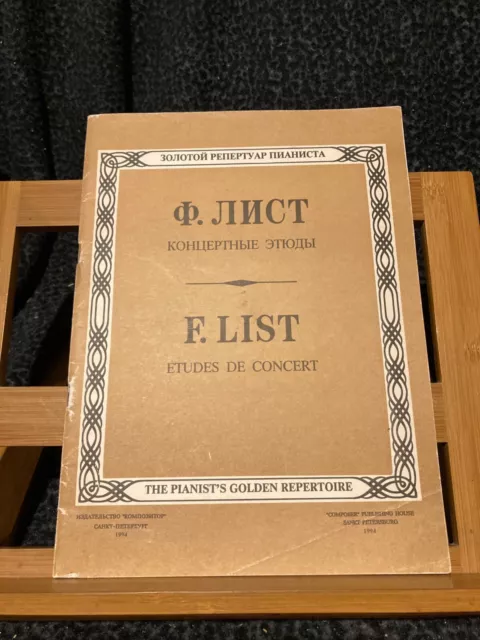 ЗОЛОТОЙ РЕПЕРТУАР ПИАНИСТА
Ф. ЛИСТ
КОНЦЕРТНЫЕ ЭТЮДЫ
F. LIST
ETUDES DE CONCERT
THE PIANIST'S GOLDEN REPERTOIRE
ИЗДАТЕЛЬСТВО "КОМПОЗИТОР"
САНКТ-ПЕТЕРБУРГ
1994
"COMPOSER" PUBLISHING HOUSE
SANKT-PETERSBURG
1994